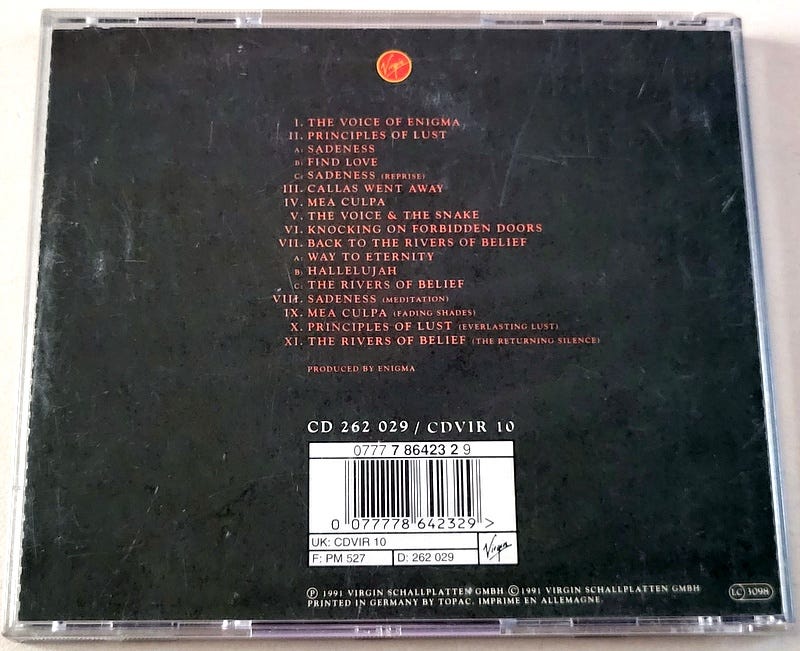 Virgin
I. THE VOICE OF ENIGMA
II. PRINCIPLES OF LUST
A: SADENESS
B: FIND LOVE
C: SADENESS (REPRISE)
III. CALLAS WENT AWAY
IV. MEA CULPA
V. THE VOICE & THE SNAKE
VI. KNOCKING ON FORBIDDEN DOORS
VII. BACK TO THE RIVERS OF BELIEF
A: WAY TO ETERNITY
B: HALLELUJAH
C: THE RIVERS OF BELIEF
VIII. SADENESS (MEDITATION)
IX. MEA CULPA (FADING SHADES)
X. PRINCIPLES OF LUST (EVERLASTING LUST)
XI. THE RIVERS OF BELIEF (THE RETURNING SILENCE)
PRODUCED BY ENIGMA
CD 262 029 / CDVIR 10
0777 7 86423 2 9
0 077778 642329 >
UK: CDVIR 10
F: PM 527 D: 262 029 Virgin
℗ 1991 VIRGIN SCHALLPLATTEN GMBH © 1991 VIRGIN SCHALLPLATTEN GMBH
PRINTED IN GERMANY BY TOPAC. IMPRIME EN ALLEMAGNE.
LC 3098